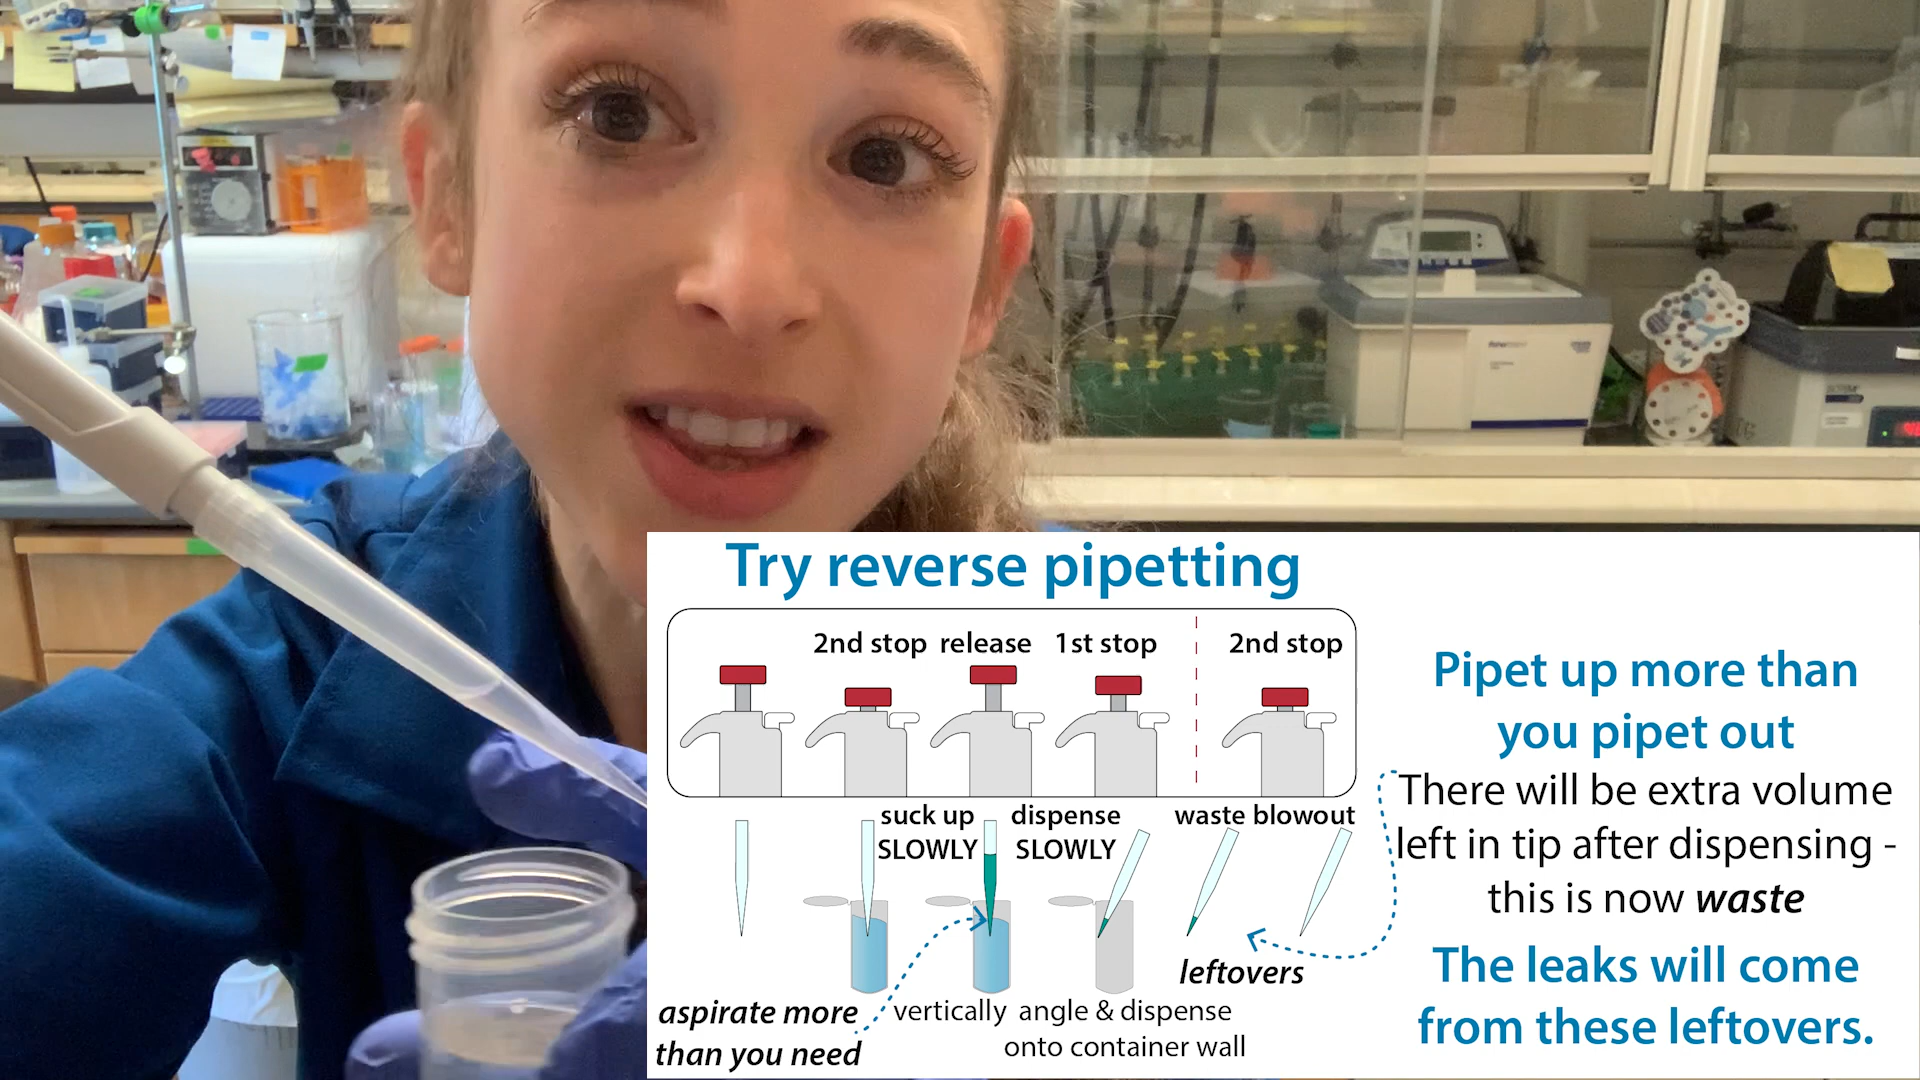 Try reverse pipetting
2nd stop release 1st stop 2nd stop
suck up SLOWLY
dispense SLOWLY
waste blowout
leftovers
aspirate more
than you need
vertically
angle & dispense
onto container wall
Pipet up more than
you pipet out
There will be extra volume
left in tip after dispensing -
this is now waste
The leaks will come
from these leftovers.